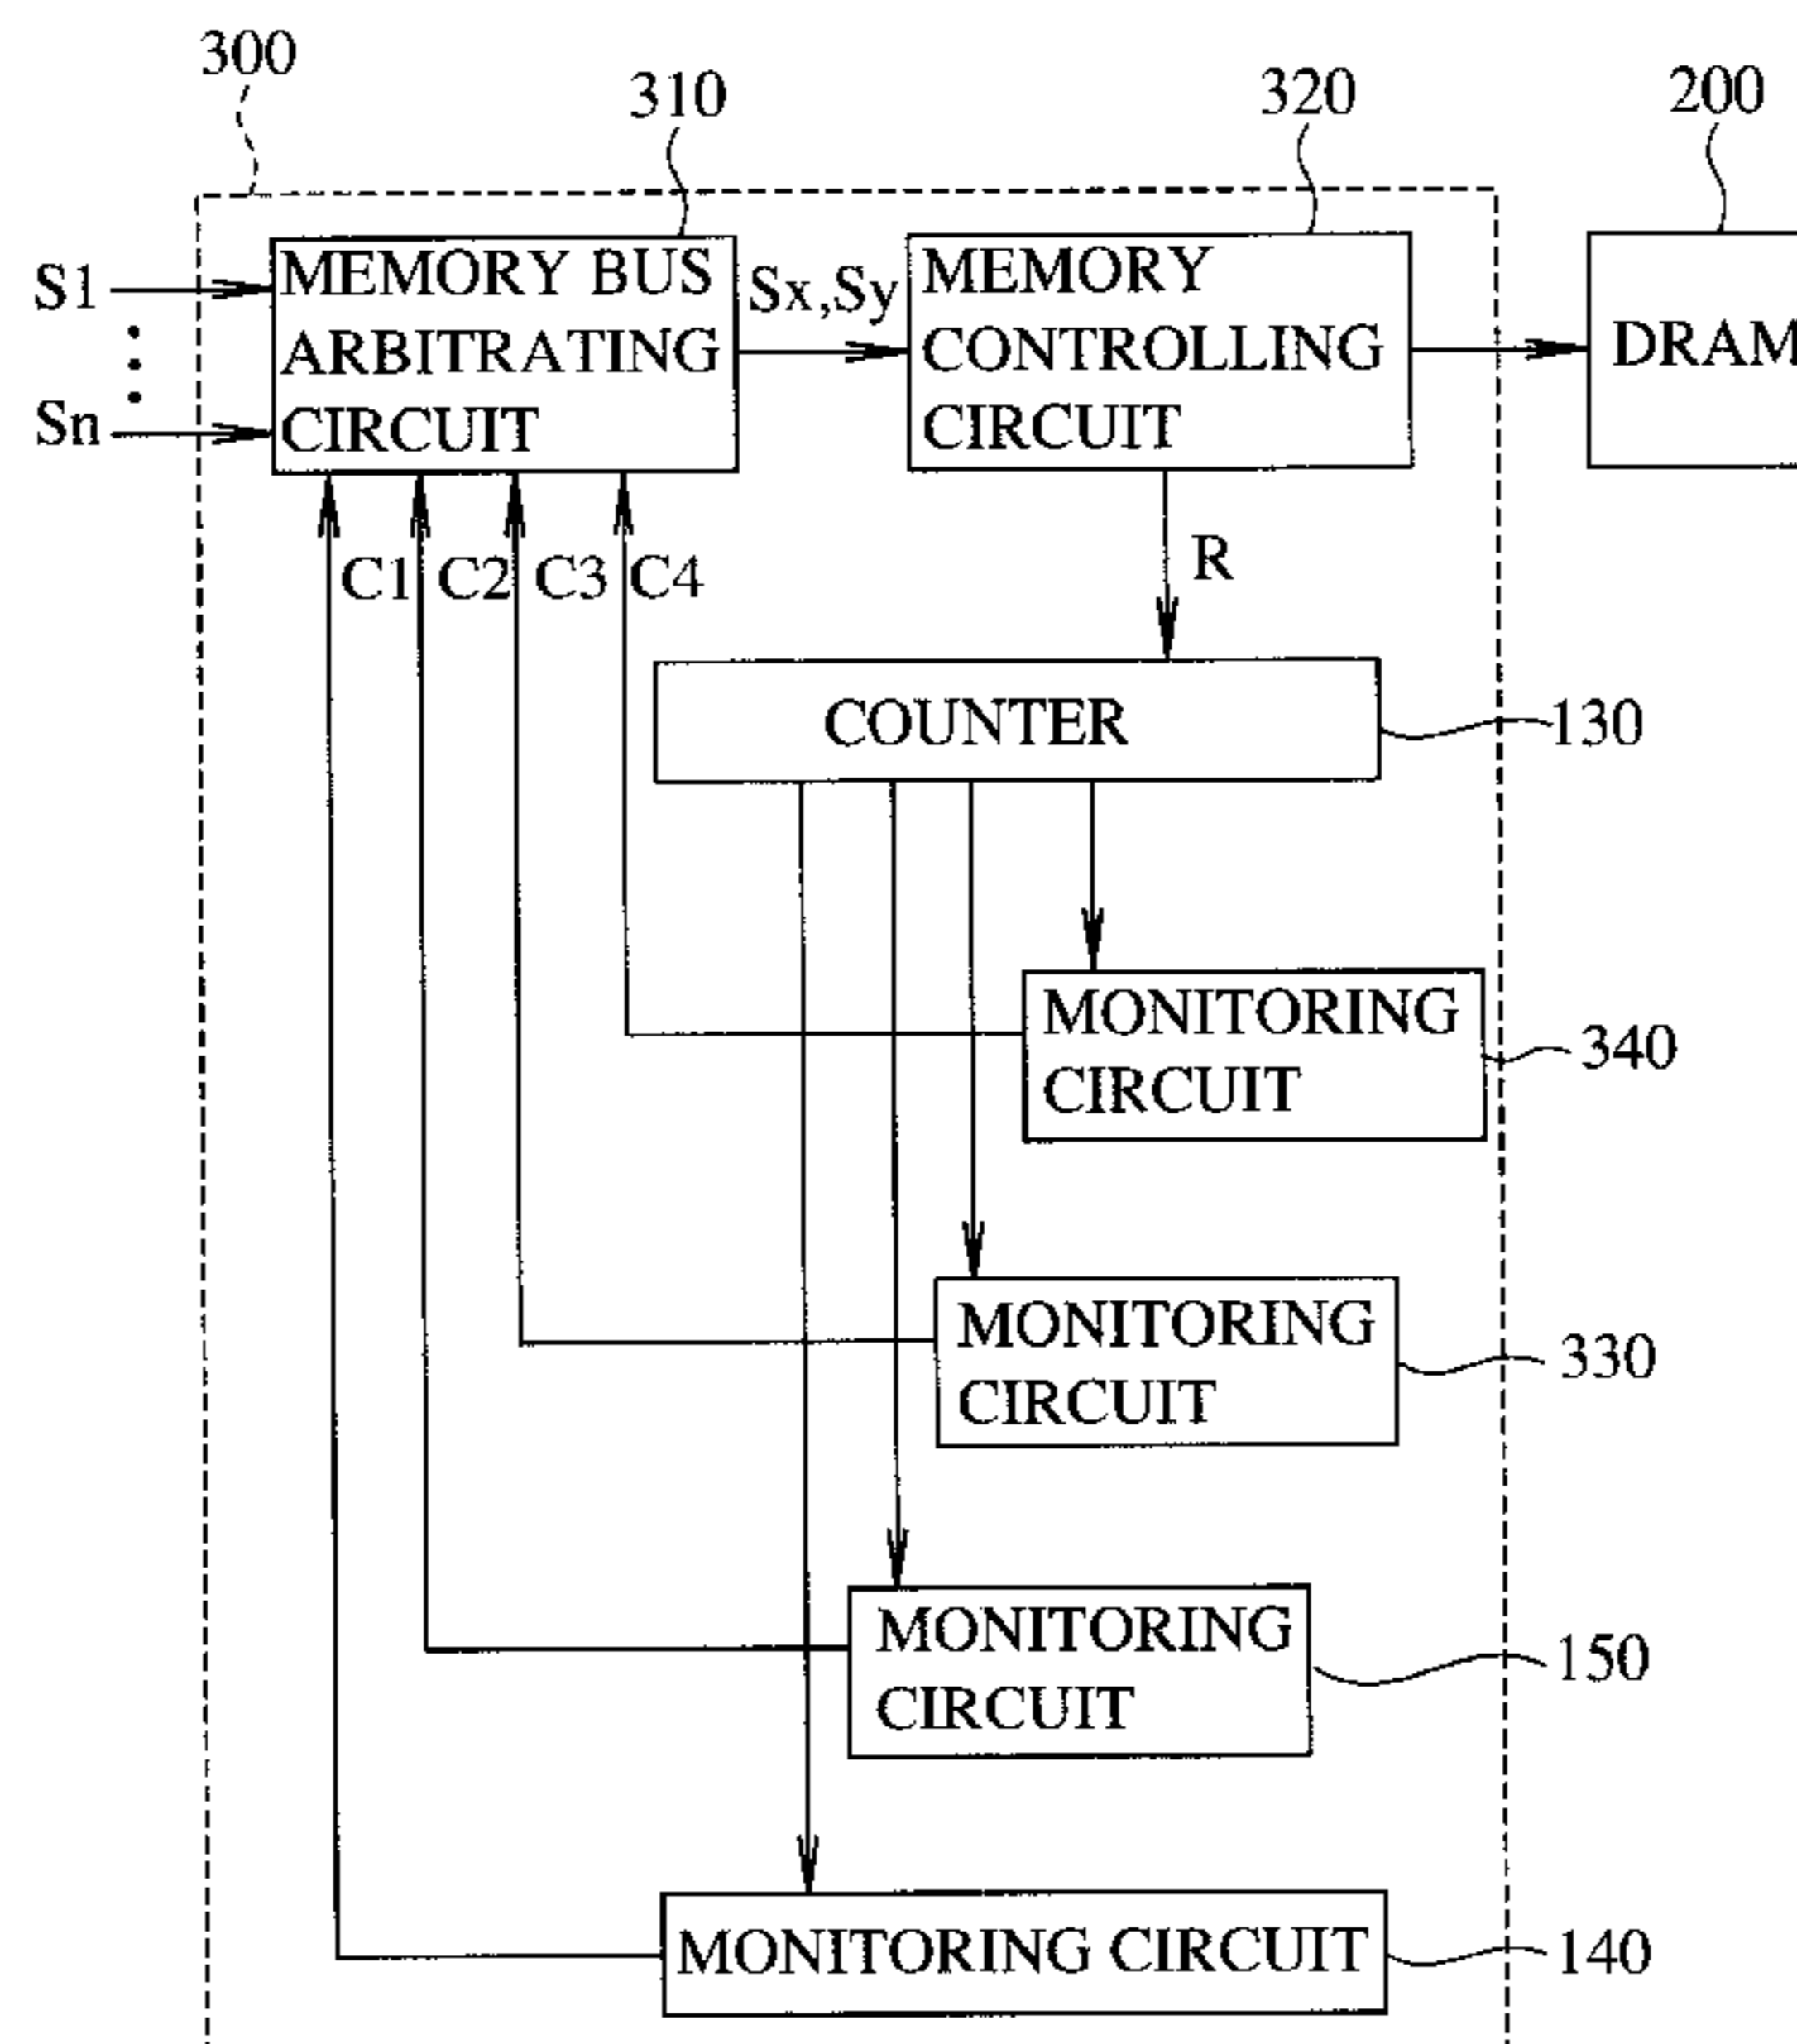 300
310
320
200
S1
Sn
MEMORY BUS
ARBITRATING
CIRCUIT
Sx,Sy
MEMORY
CONTROLLING
CIRCUIT
DRAM
C1
C2
C3
C4
R
COUNTER
130
MONITORING
CIRCUIT
340
MONITORING
CIRCUIT
330
MONITORING
CIRCUIT
150
MONITORING CIRCUIT
140